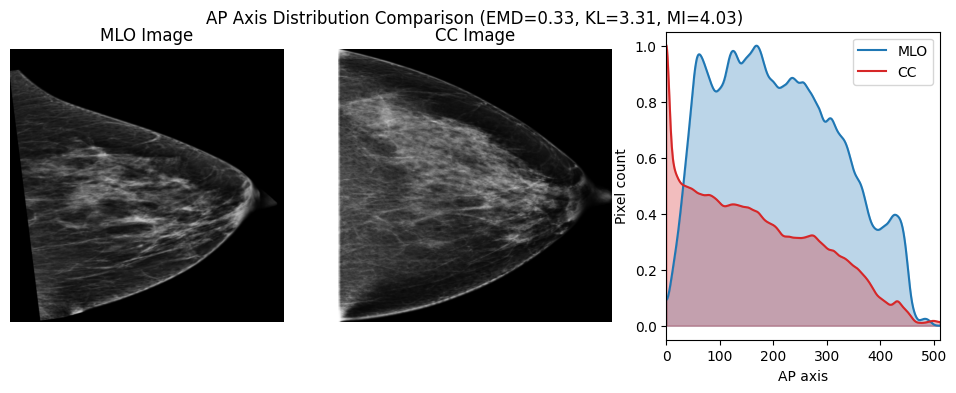 AP Axis Distribution Comparison (EMD=0.33, KL=3.31, MI=4.03)
MLO Image
CC Image
MLO
CC
Pixel count
1.0
0.8
0.6
0.4
0.2
0.0
0 100 200 300 400 500
AP axis